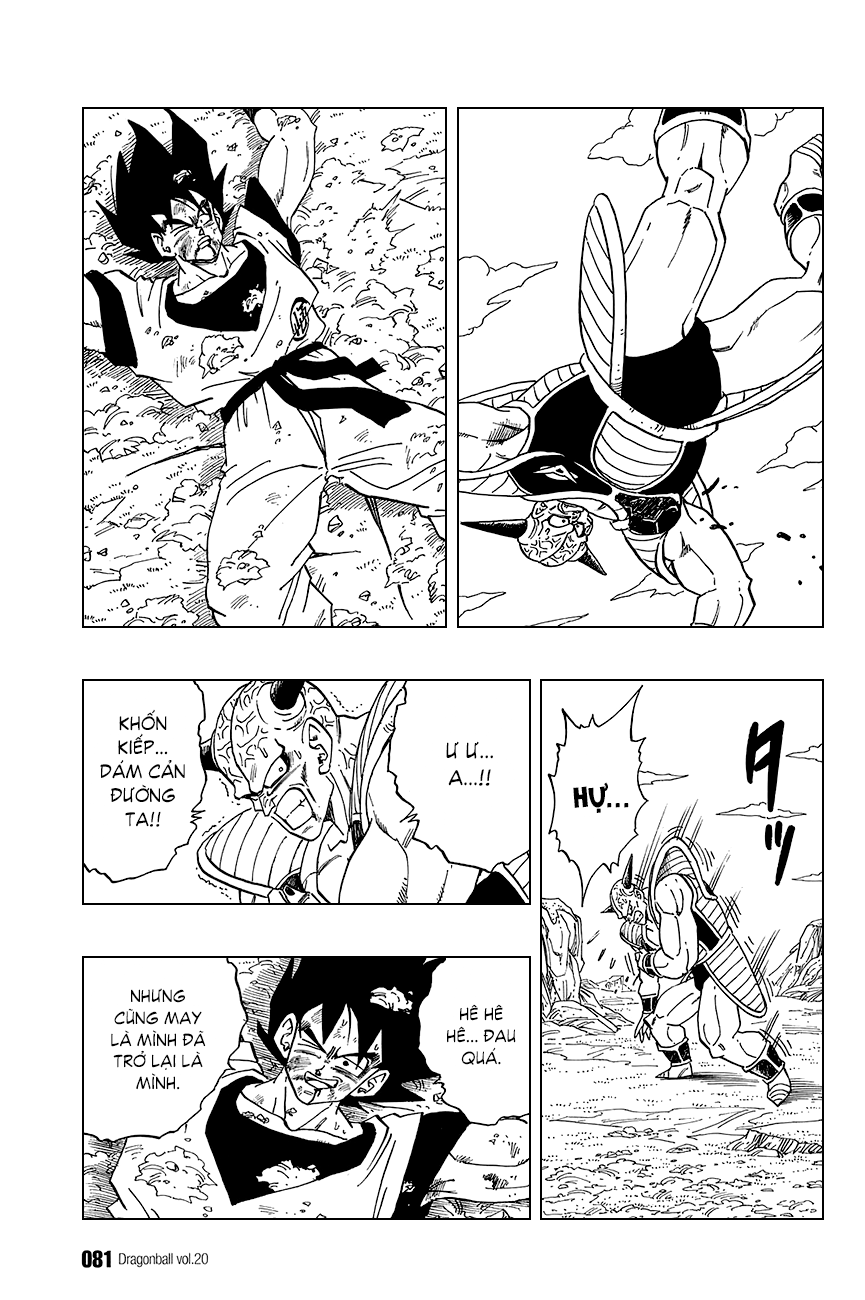 タッ
HỰ...
Ư Ư...
A...!!
KHỐN
KIẾP...
DÁM CẢN
ĐƯỜNG
TA!!
HÊ HÊ
HÊ... ĐAU
QUÁ.
NHƯNG
CŨNG MAY
LÀ MÌNH ĐÃ
TRỞ LẠI LÀ
MÌNH.
081 Dragonball vol.20